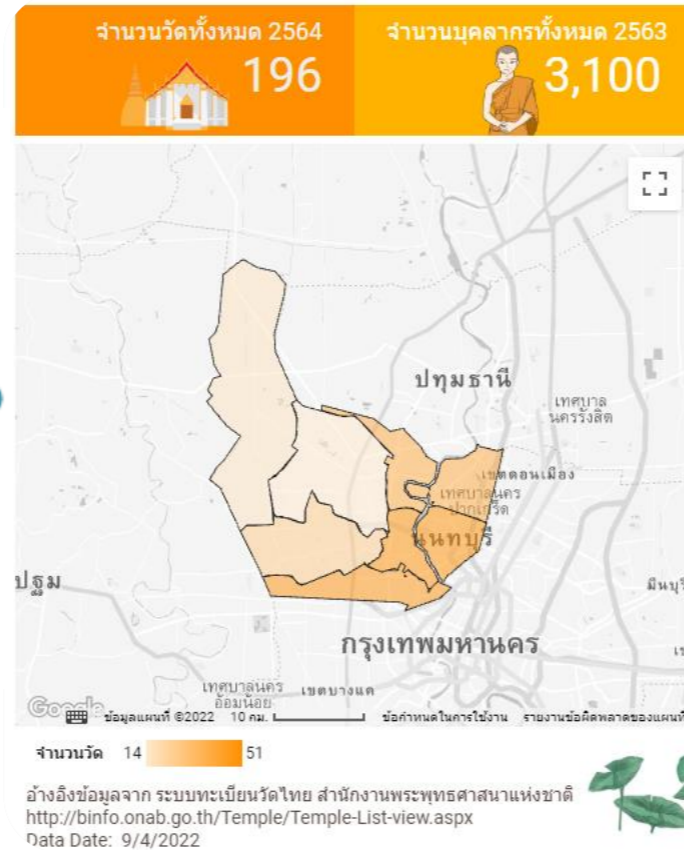 จำนวนวัดทั้งหมด 2564
196
จำนวนบุคลากรทั้งหมด 2563
3,100
ปทุมธานี
เทศบาล
นครรังสิต
เขตดอนเมือง
เทศบาลนคร
ปากเกร็ด
นนทบุรี
ปฐม
มีนบุรี
กรุงเทพมหานคร
เทศบาลนคร
อ้อมน้อย
เขตบางแค
Google
ข้อมูลแผนที่ ©2022
10 กม.
ข้อกำหนดในการใช้งาน
รายงานข้อผิดพลาดของแผนที่
จำนวนวัด 14 51
อ้างอิงข้อมูลจาก ระบบทะเบียนวัดไทย สำนักงานพระพุทธศาสนาแห่งชาติ
http://binfo.onab.go.th/Temple/Temple-List-view.aspx
Data Date: 9/4/2022